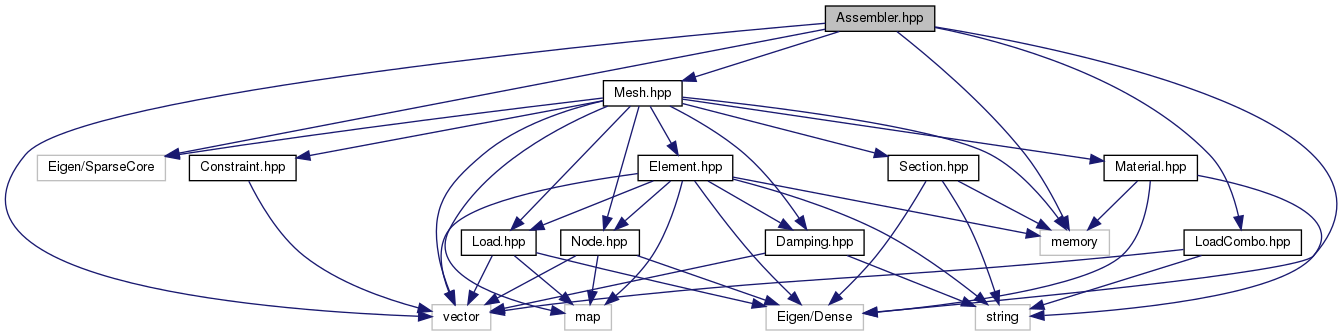 Assembler.hpp
Mesh.hpp
Eigen/SparseCore
Constraint.hpp
Element.hpp
Section.hpp
Material.hpp
Load.hpp
Node.hpp
Damping.hpp
memory
LoadCombo.hpp
vector
map
Eigen/Dense
string